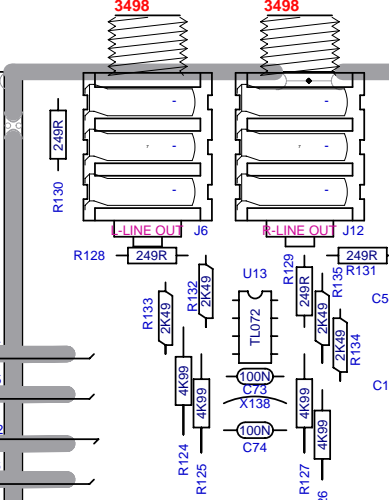 3498
3498
249R
R130
L-LINE OUT
J6
R-LINE OUT
J12
R128
249R
R129
249R
249R
R131
R135
2K49
R132
2K49
R133
2K49
U13
TL072
2K49
R134
C5
4K99
R124
4K99
R125
100N
C73
X138
100N
C74
4K99
R127
4K99
C1